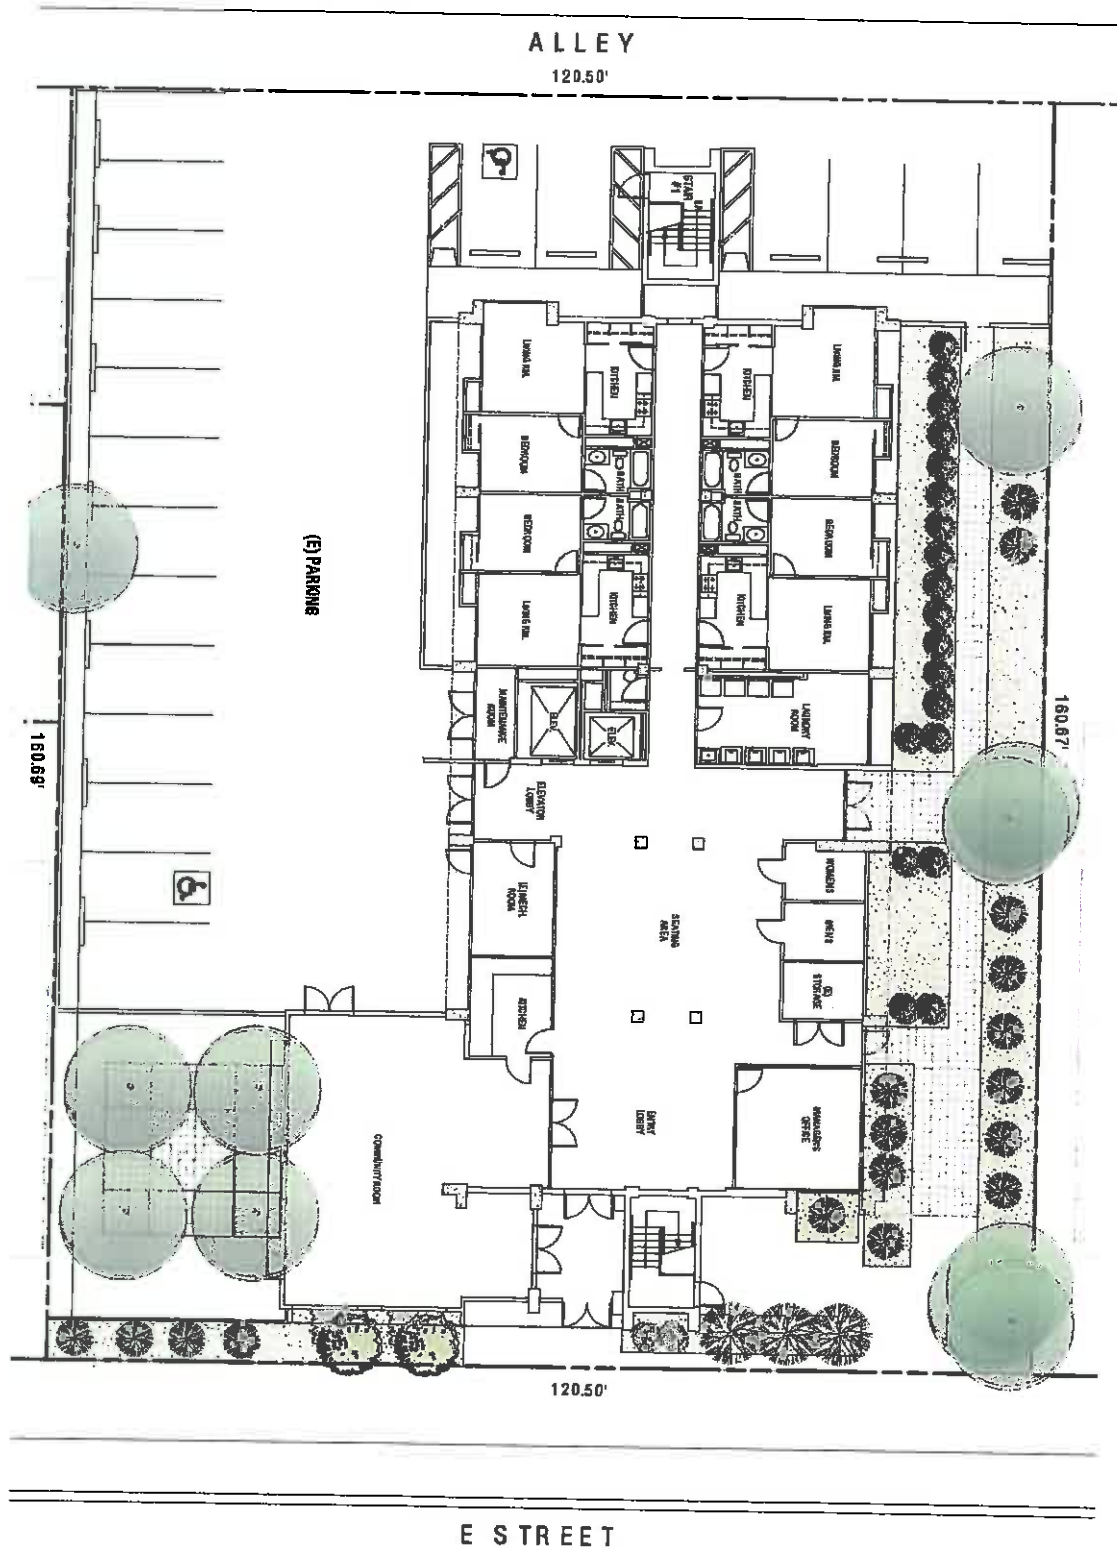 ALLEY
120.50'
STAIR
#1
UP
LIVING RM.
KITCHEN
KITCHEN
LIVING RM.
BEDROOM
BATH
BATH
BEDROOM
BEDROOM
BATH
BATH
BEDROOM
(E) PARKING
LIVING RM.
KITCHEN
KITCHEN
LIVING RM.
MAINTENANCE
ROOM
ELEV.
ELEV.
LAUNDRY
ROOM
160.69'
160.67'
ELEVATOR
LOBBY
WOMENS
(E) MECH.
ROOM
SEATING
AREA
MENS
(E)
STORAGE
KITCHEN
ENTRY
LOBBY
MANAGER'S
OFFICE
COMMUNITY ROOM
120.50'
E STREET